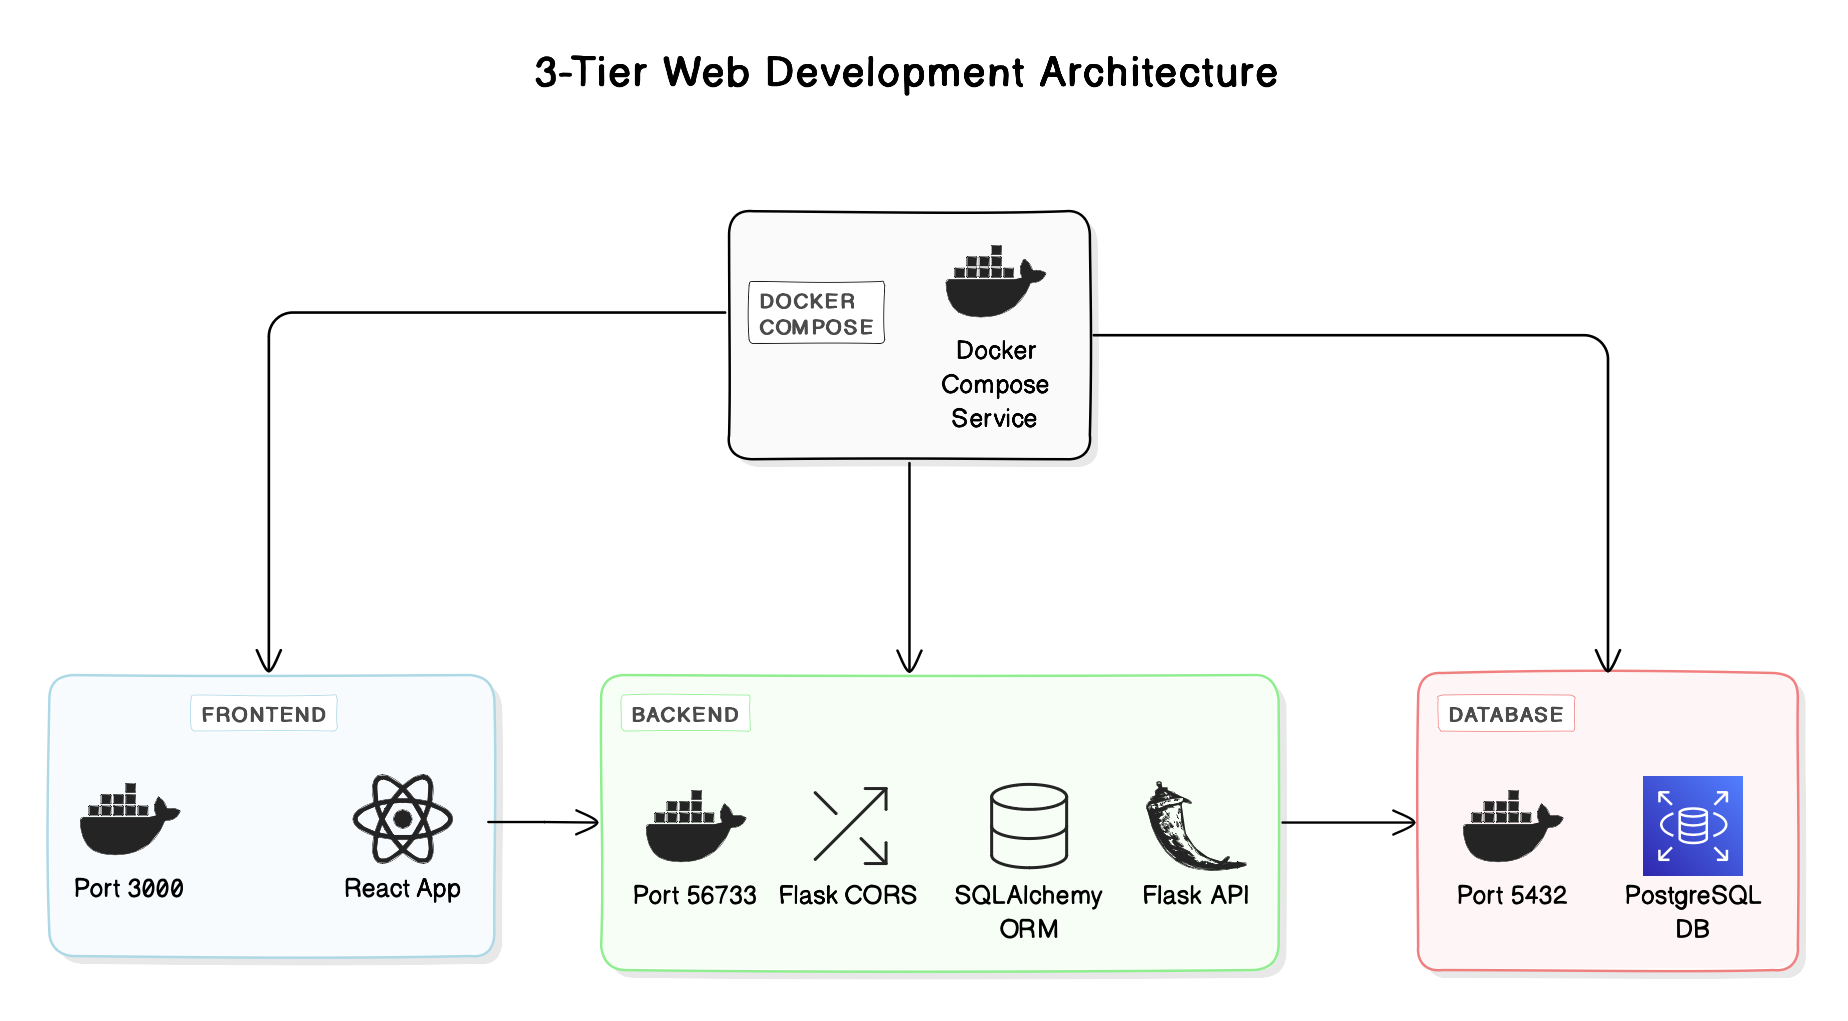 3-Tier Web Development Architecture
DOCKER
COMPOSE
Docker
Compose
Service
FRONTEND
Port 3000
React App
BACKEND
Port 56733
Flask CORS
SQLAlchemy
ORM
Flask API
DATABASE
Port 5432
PostgreSQL
DB